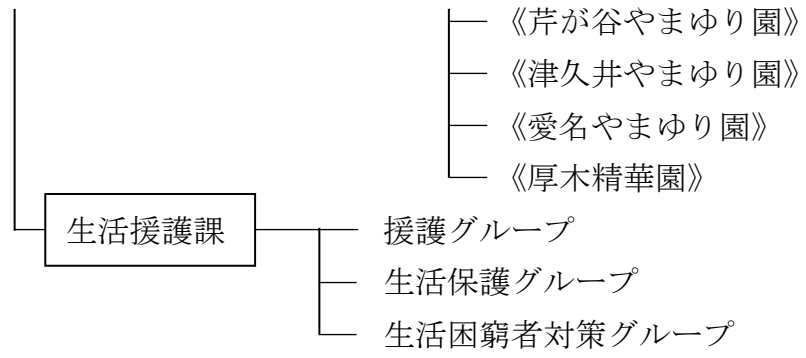 《芹が谷やまゆり園》
《津久井やまゆり園》
《愛名やまゆり園》
《厚木精華園》
生活援護課
援護グループ
生活保護グループ
生活困窮者対策グループ